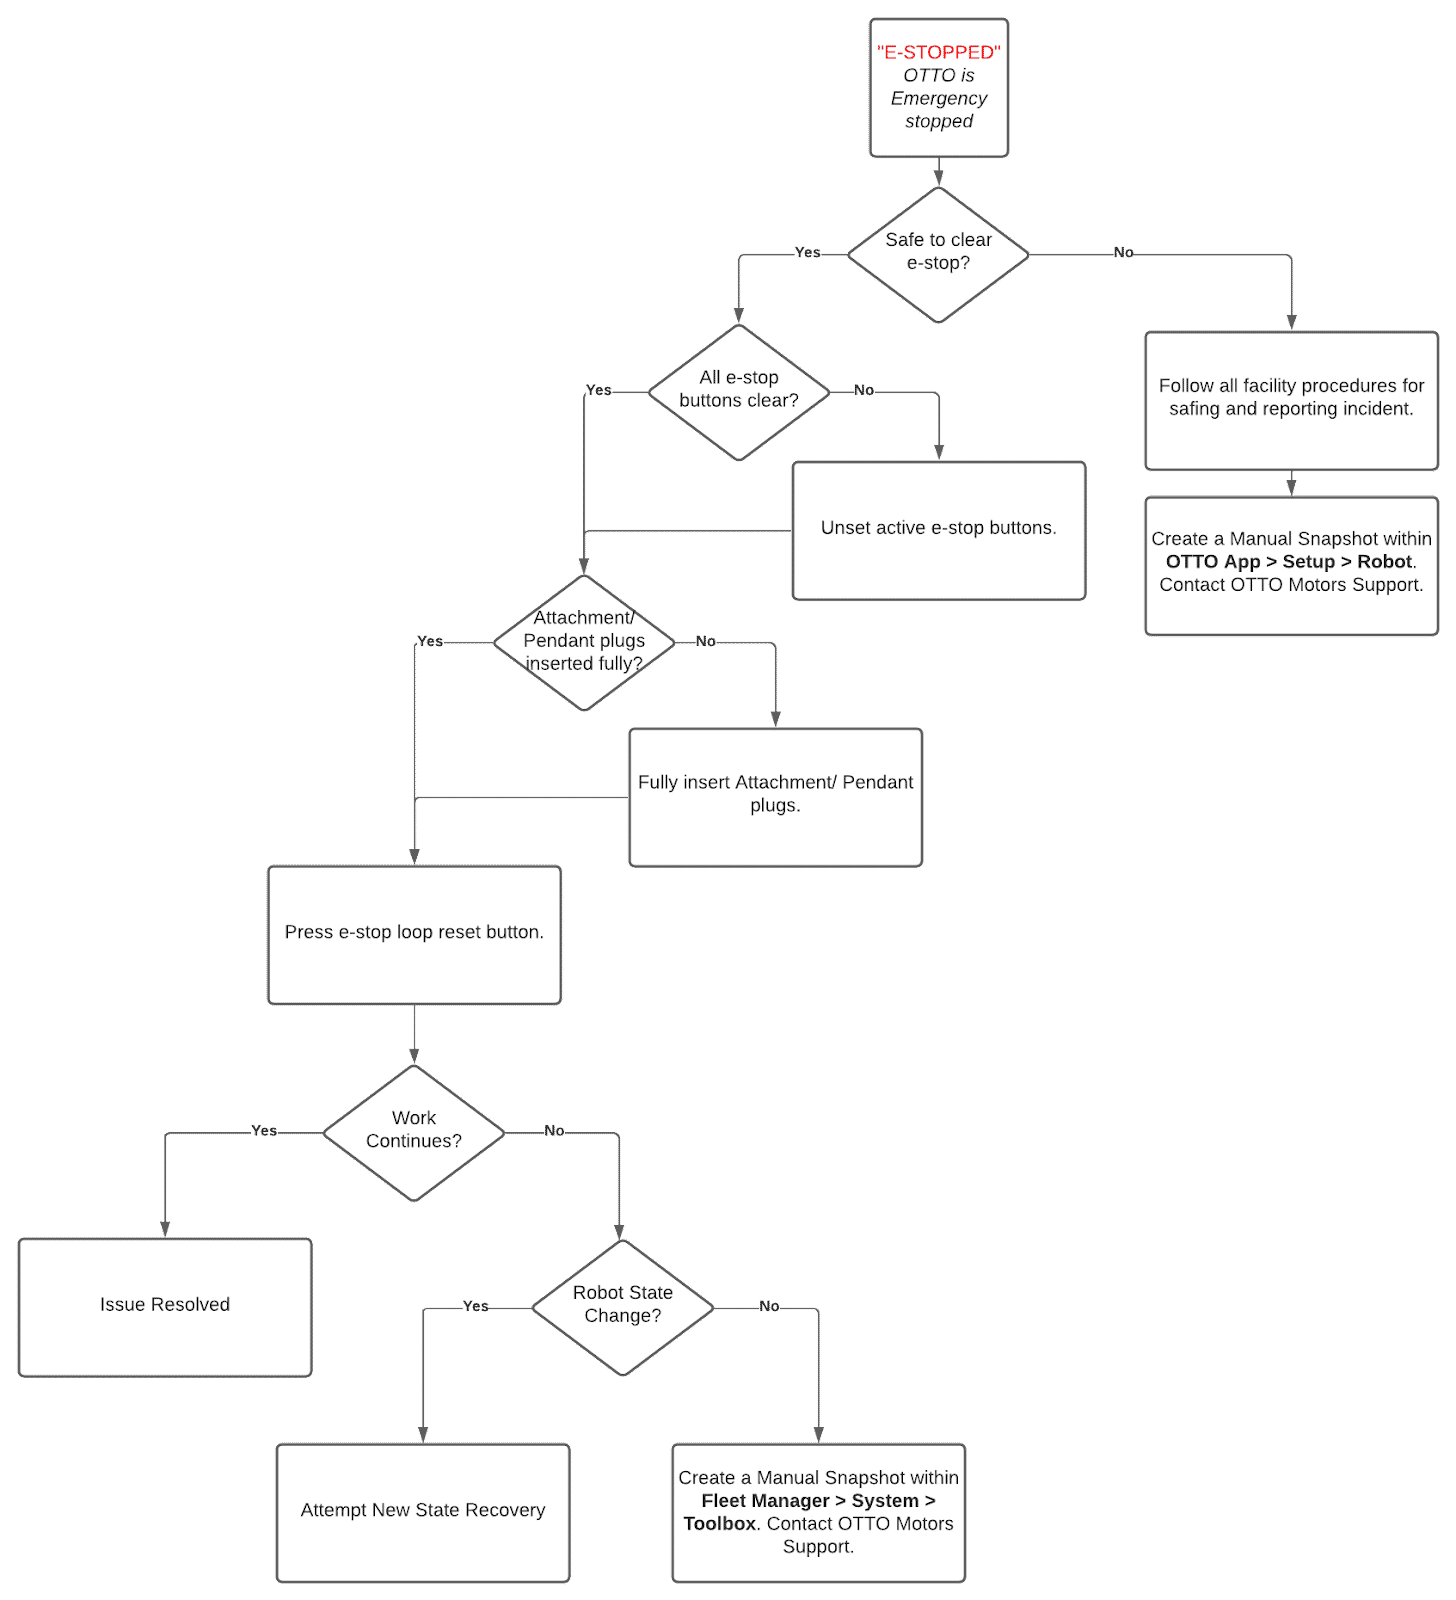 "E-STOPPED"
OTTO is
Emergency
stopped
Safe to clear
e-stop?
Yes
No
All e-stop
buttons clear?
Yes
No
Follow all facility procedures for
safing and reporting incident.
Unset active e-stop buttons.
Create a Manual Snapshot within
OTTO App > Setup > Robot.
Contact OTTO Motors Support.
Attachment/
Pendant plugs
inserted fully?
Yes
No
Fully insert Attachment/ Pendant
plugs.
Press e-stop loop reset button.
Work
Continues?
Yes
No
Issue Resolved
Robot State
Change?
Yes
No
Attempt New State Recovery
Create a Manual Snapshot within
Fleet Manager > System >
Toolbox. Contact OTTO Motors
Support.